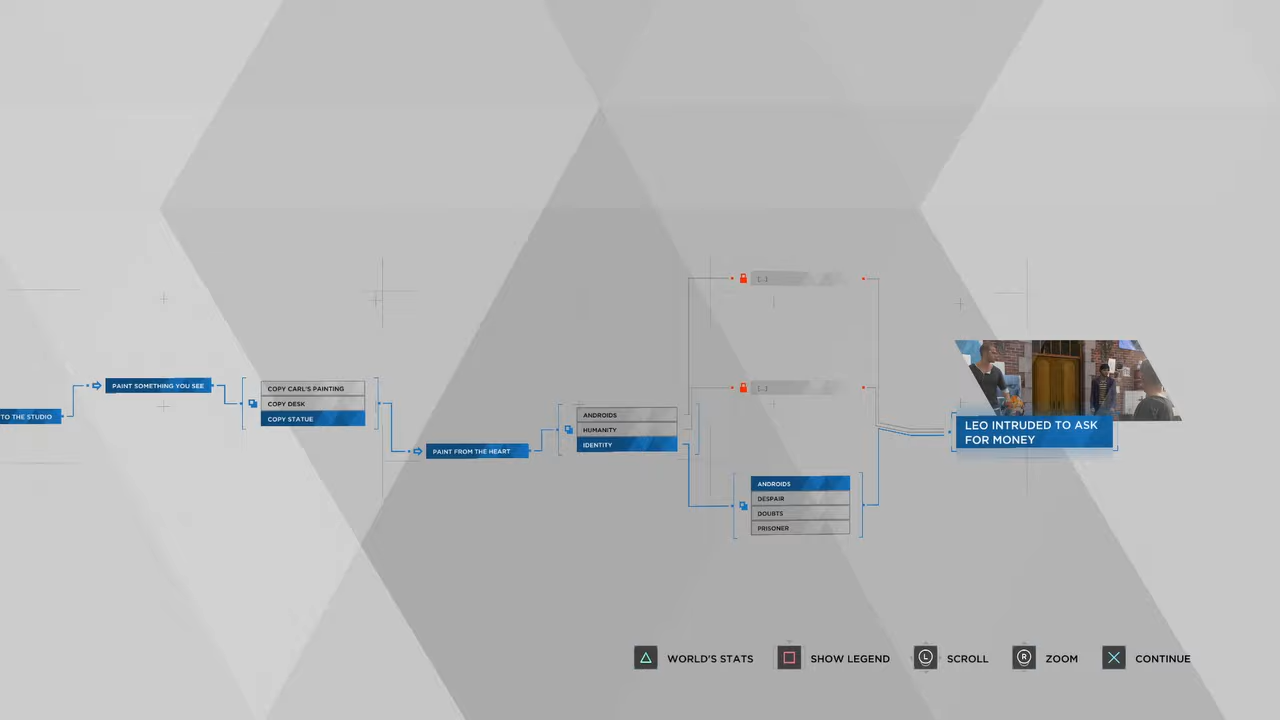 TO THE STUDIO
PAINT SOMETHING YOU SEE
COPY CARL'S PAINTING
COPY DESK
COPY STATUE
PAINT FROM THE HEART
ANDROIDS
HUMANITY
IDENTITY
[...]
[...]
ANDROIDS
DESPAIR
DOUBTS
PRISONER
LEO INTRUDED TO ASK
FOR MONEY
WORLD'S STATS
SHOW LEGEND
L
SCROLL
R
ZOOM
CONTINUE